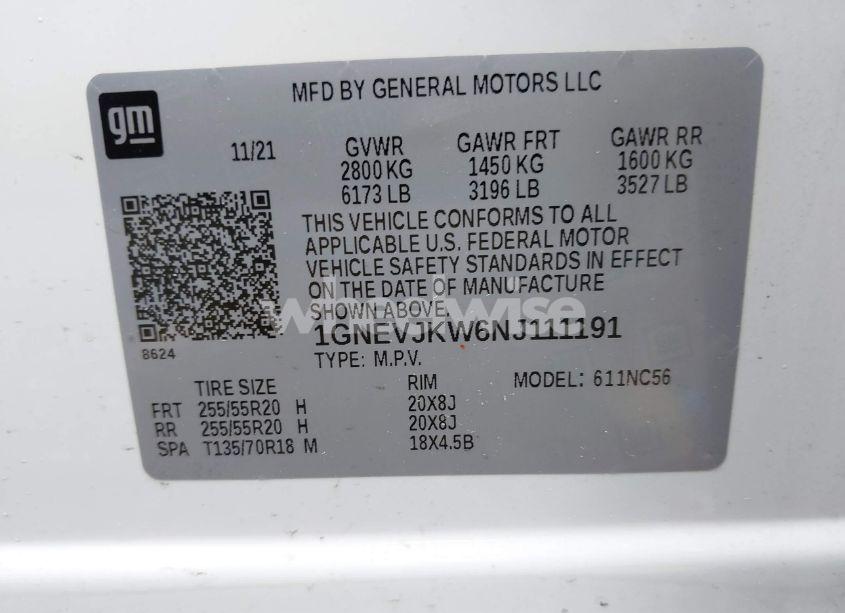 MFD BY GENERAL MOTORS LLC
gm
11/21 GVWR GAWR FRT GAWR RR
2800 KG 1450 KG 1600 KG
6173 LB 3196 LB 3527 LB
THIS VEHICLE CONFORMS TO ALL
APPLICABLE U.S. FEDERAL MOTOR
VEHICLE SAFETY STANDARDS IN EFFECT
ON THE DATE OF MANUFACTURE
SHOWN ABOVE.
wheelwise
1GNEVJKW6NJ111191
8624
TYPE: M.P.V.
TIRE SIZE RIM MODEL: 611NC56
FRT 255/55R20 H 20X8J
RR 255/55R20 H 20X8J
SPA T135/70R18 M 18X4.5B